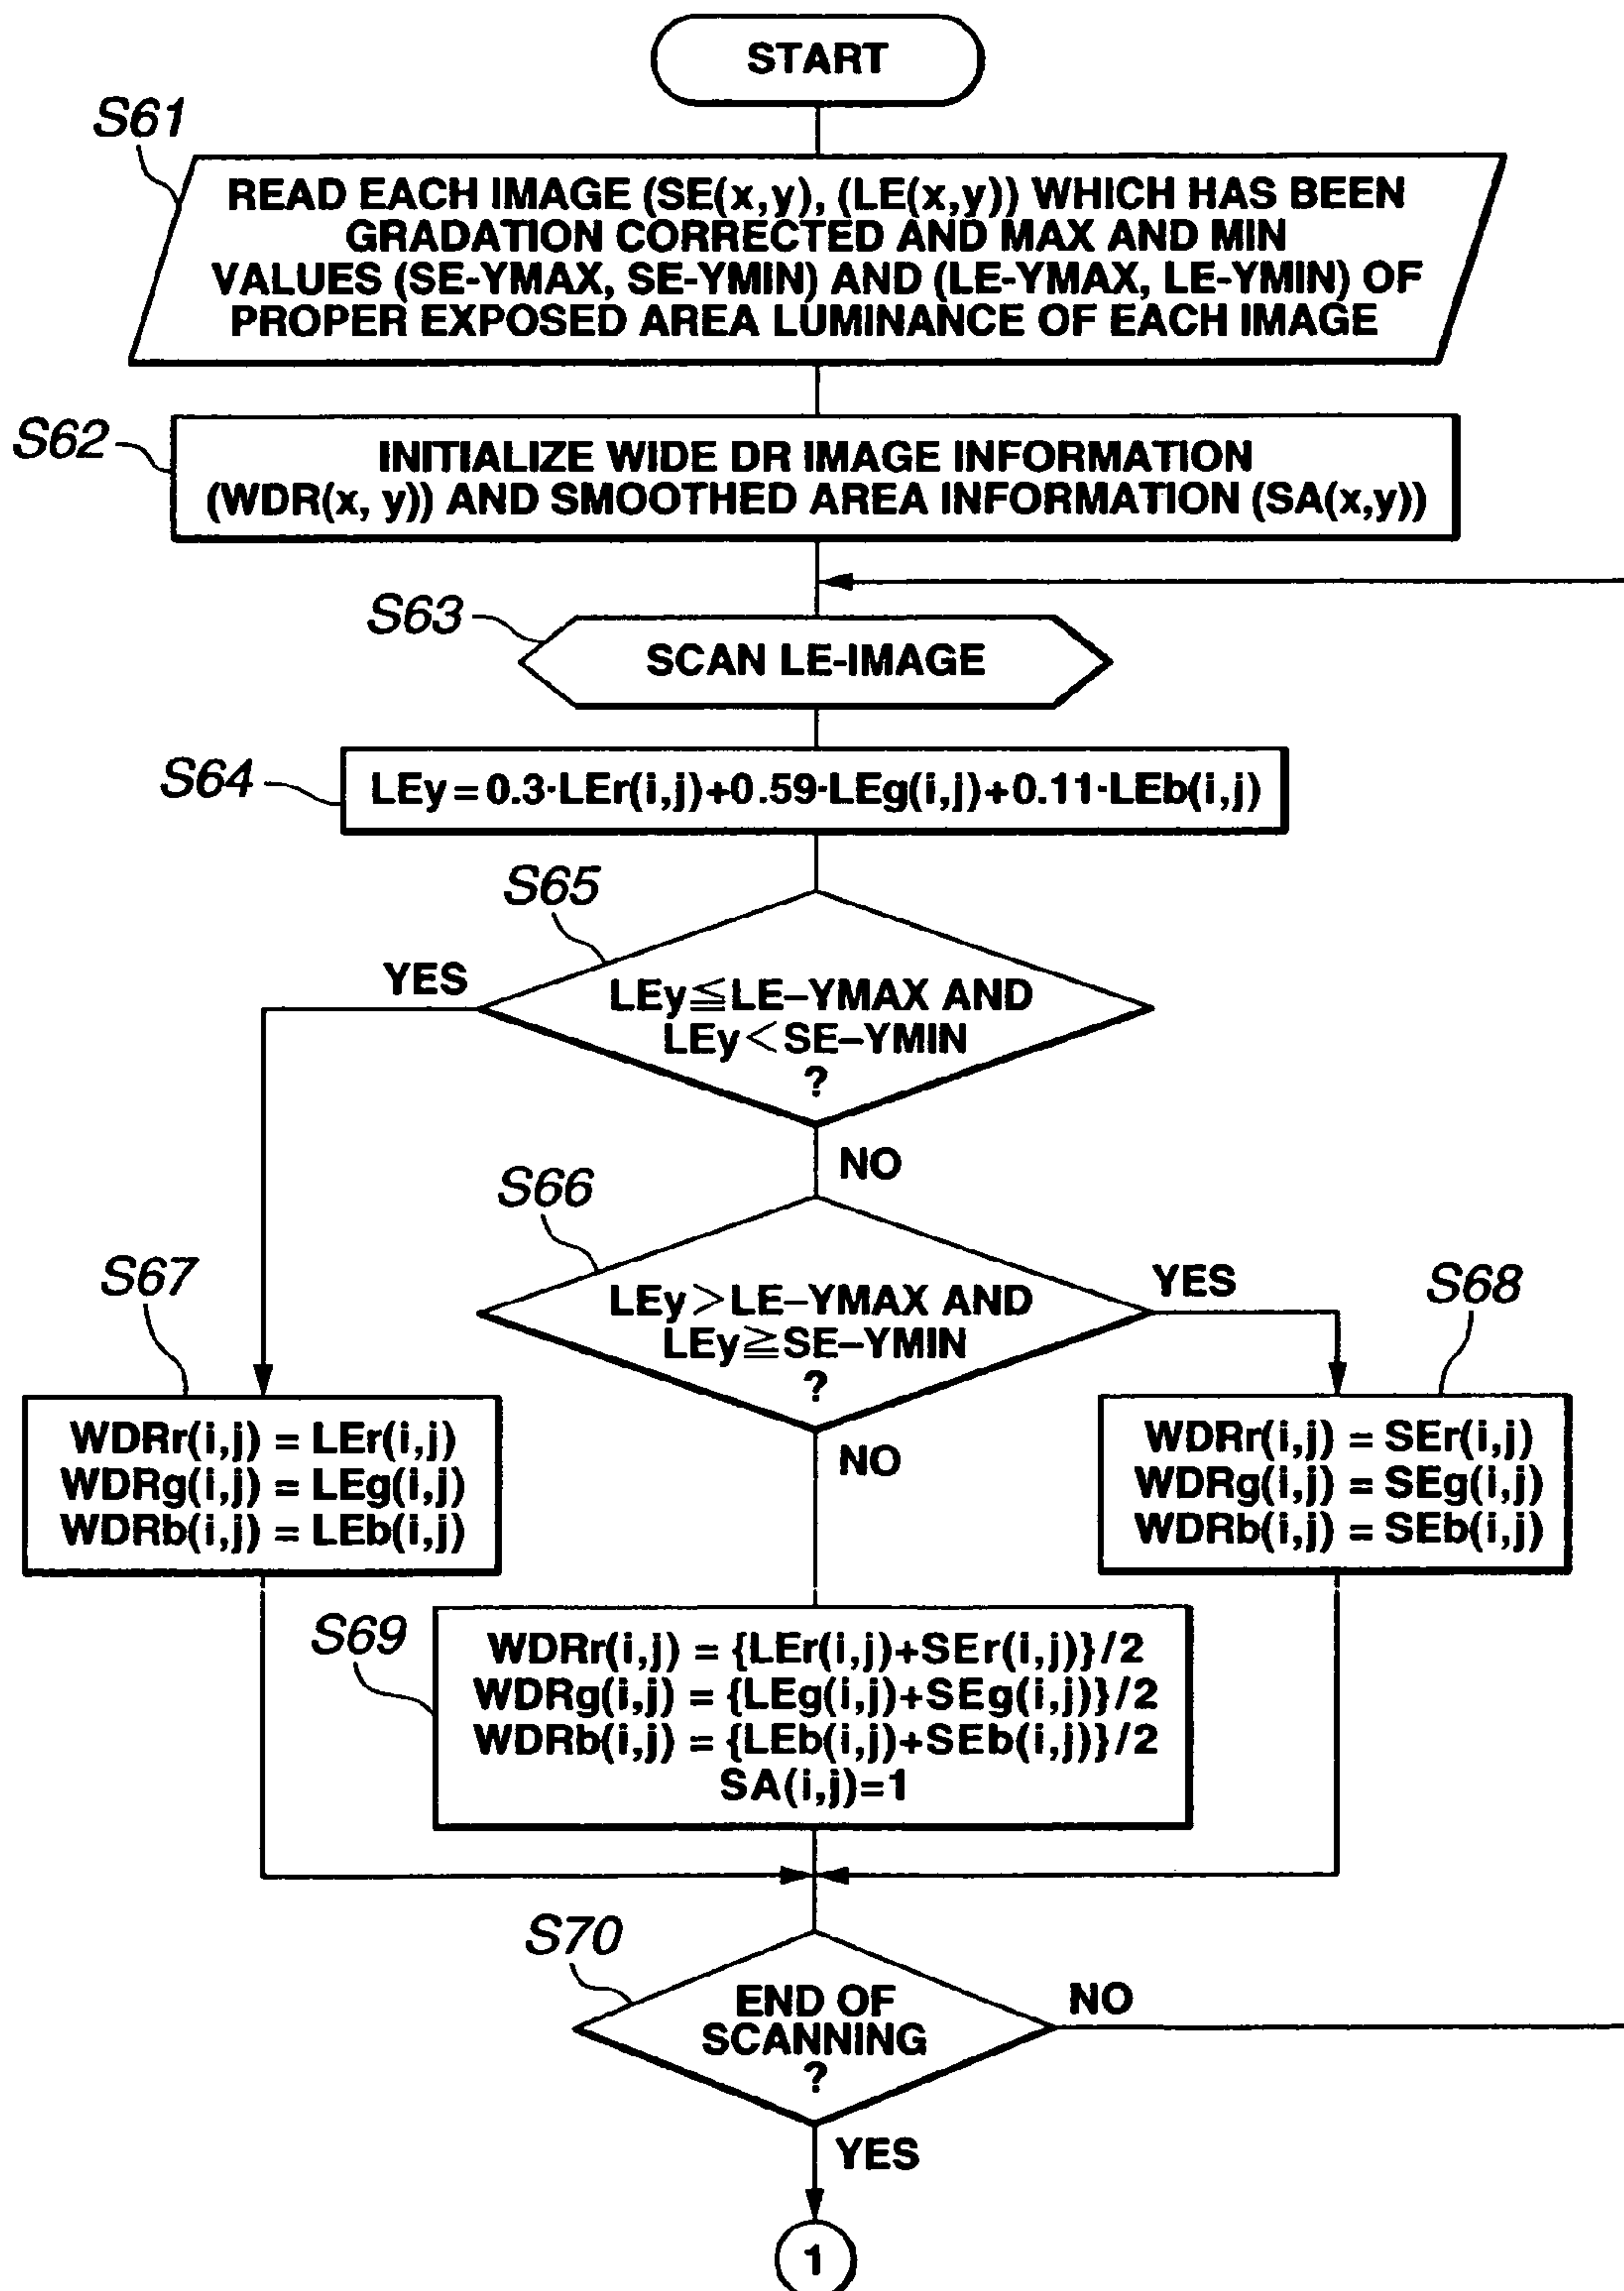 START
S61
READ EACH IMAGE (SE(x,y), (LE(x,y)) WHICH HAS BEEN
GRADATION CORRECTED AND MAX AND MIN
VALUES (SE-YMAX, SE-YMIN) AND (LE-YMAX, LE-YMIN) OF
PROPER EXPOSED AREA LUMINANCE OF EACH IMAGE
S62
INITIALIZE WIDE DR IMAGE INFORMATION
(WDR(x, y)) AND SMOOTHED AREA INFORMATION (SA(x,y))
S63
SCAN LE-IMAGE
S64
LEy=0.3·LEr(i,j)+0.59·LEg(i,j)+0.11·LEb(i,j)
S65
YES
LEy≦LE–YMAX AND
LEy<SE–YMIN
?
NO
S66
LEy>LE–YMAX AND
LEy≧SE–YMIN
?
YES
NO
S67
WDRr(i,j) = LEr(i,j)
WDRg(i,j) = LEg(i,j)
WDRb(i,j) = LEb(i,j)
S68
WDRr(i,j) = SEr(i,j)
WDRg(i,j) = SEg(i,j)
WDRb(i,j) = SEb(i,j)
S69
WDRr(i,j) = {LEr(i,j)+SEr(i,j)}/2
WDRg(i,j) = {LEg(i,j)+SEg(i,j)}/2
WDRb(i,j) = {LEb(i,j)+SEb(i,j)}/2
SA(i,j)=1
S70
END OF
SCANNING
?
NO
YES
1